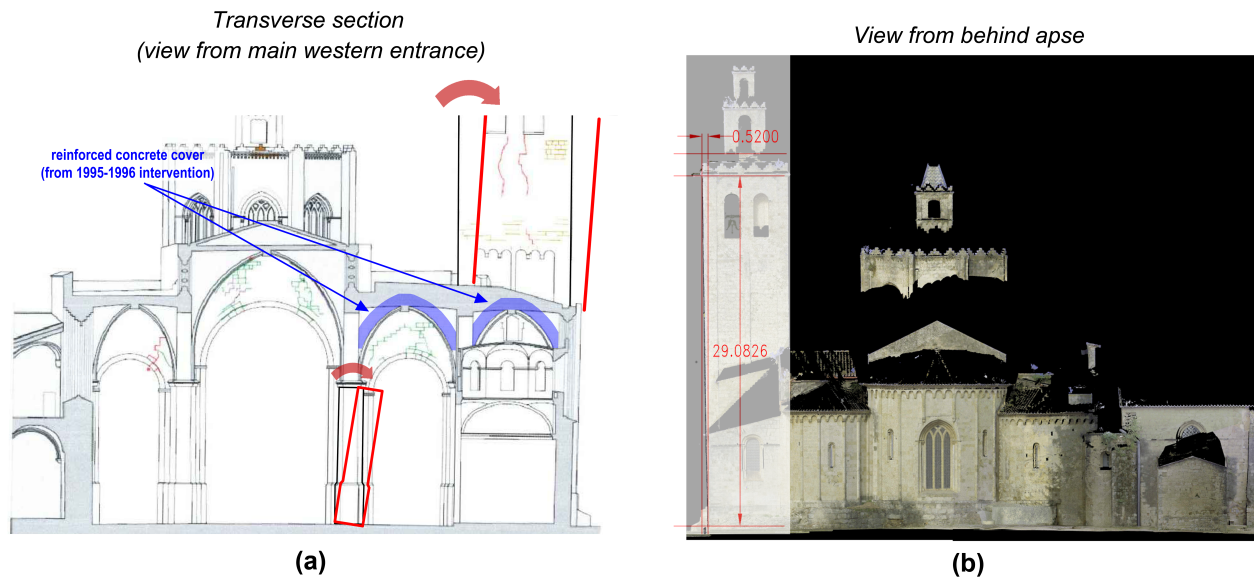 Transverse section
(view from main western entrance)
View from behind apse
reinforced concrete cover
(from 1995-1996 intervention)
0.5200
29.0826
(a)
(b)